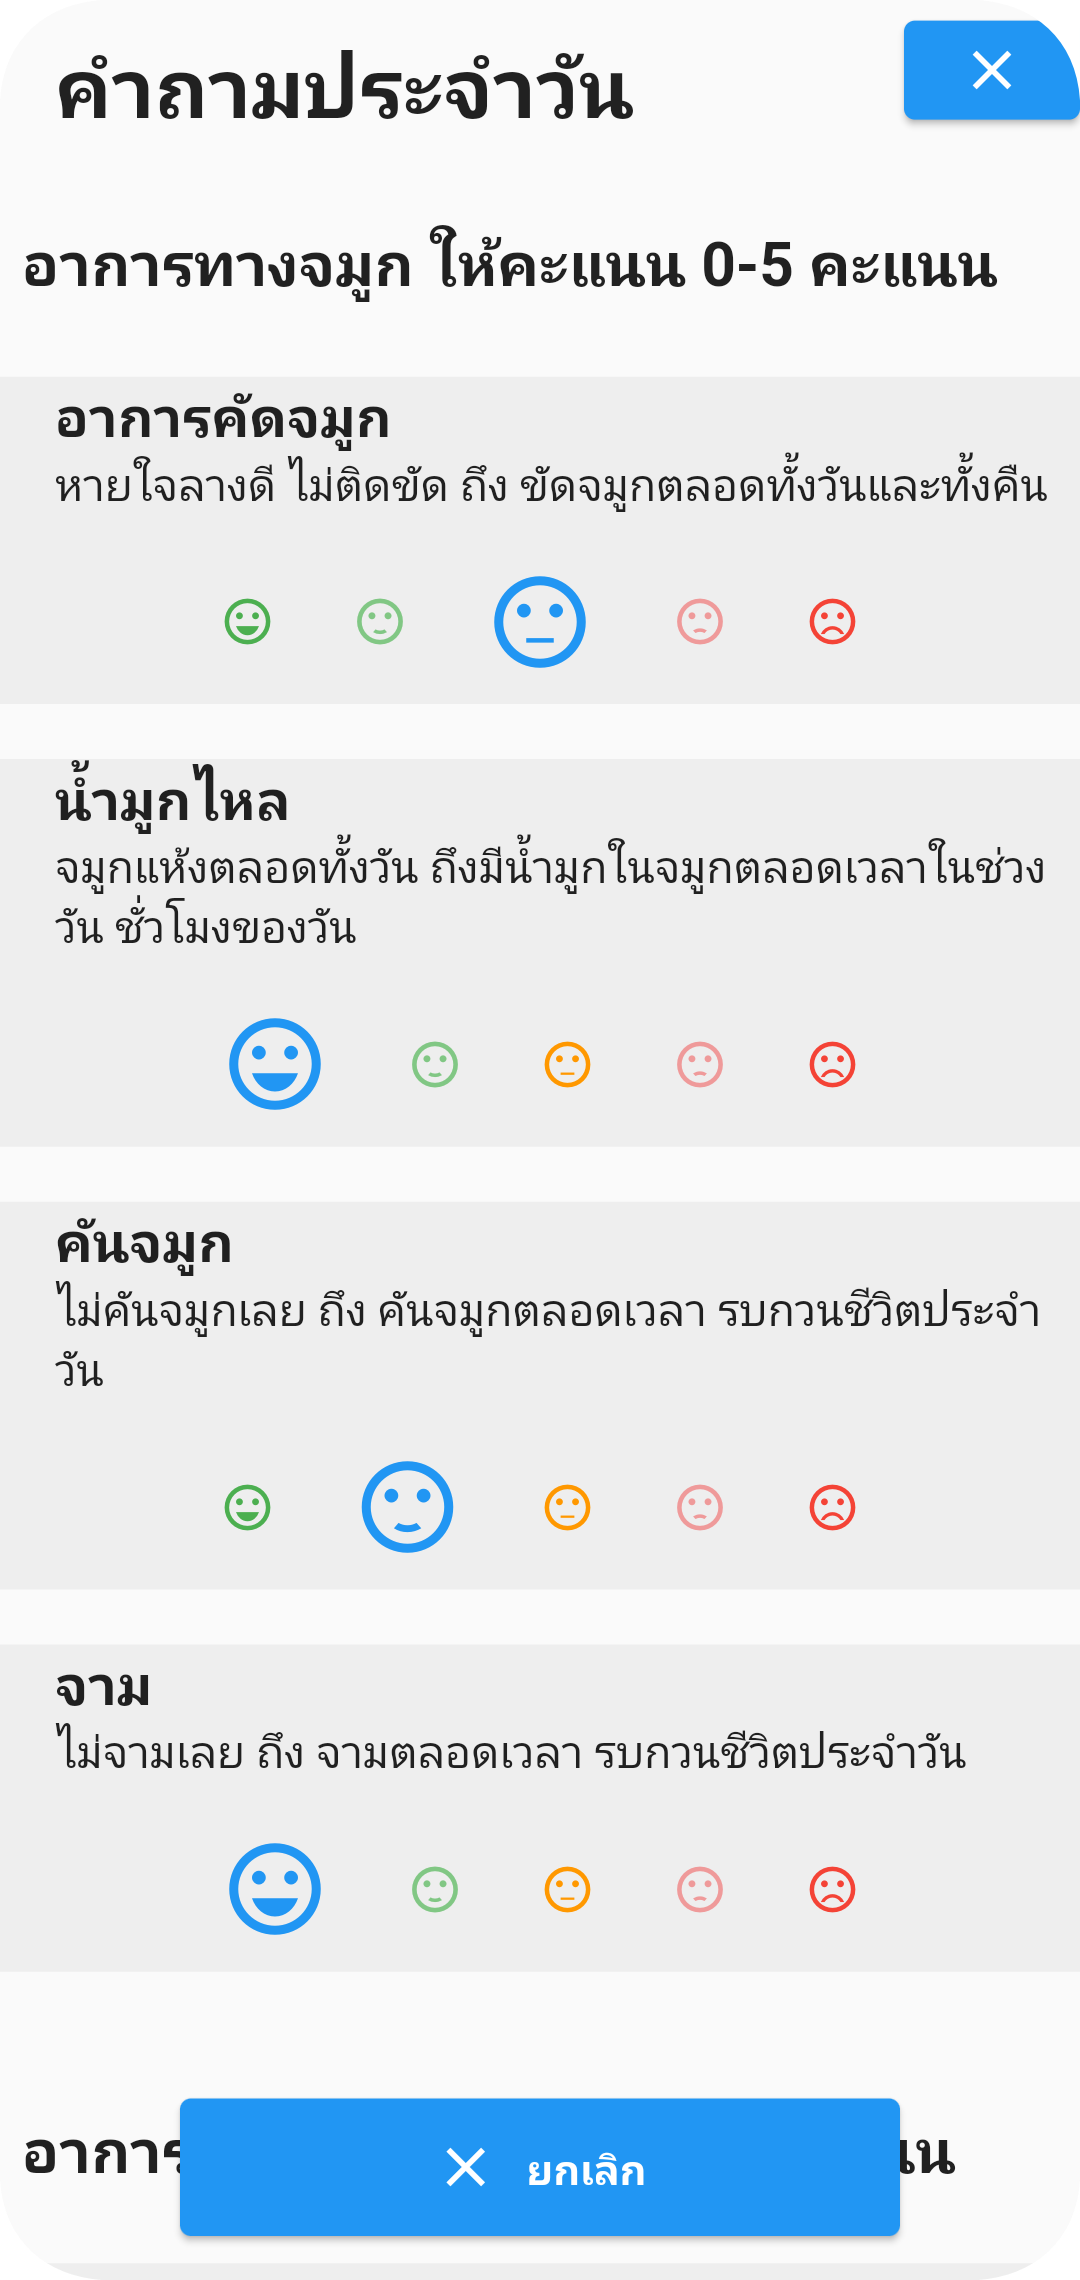 คำถามประจำวัน
อาการทางจมูก ให้คะแนน 0-5 คะแนน
อาการคัดจมูก
หายใจลางดี ไม่ติดขัด ถึง ขัดจมูกตลอดทั้งวันและทั้งคืน
น้ำมูกไหล
จมูกแห้งตลอดทั้งวัน ถึงมีน้ำมูกในจมูกตลอดเวลาในช่วง
วัน ชั่วโมงของวัน
คันจมูก
ไม่คันจมูกเลย ถึง คันจมูกตลอดเวลา รบกวนชีวิตประจำ
วัน
จาม
ไม่จามเลย ถึง จามตลอดเวลา รบกวนชีวิตประจำวัน
อาการ
ยกเลิก